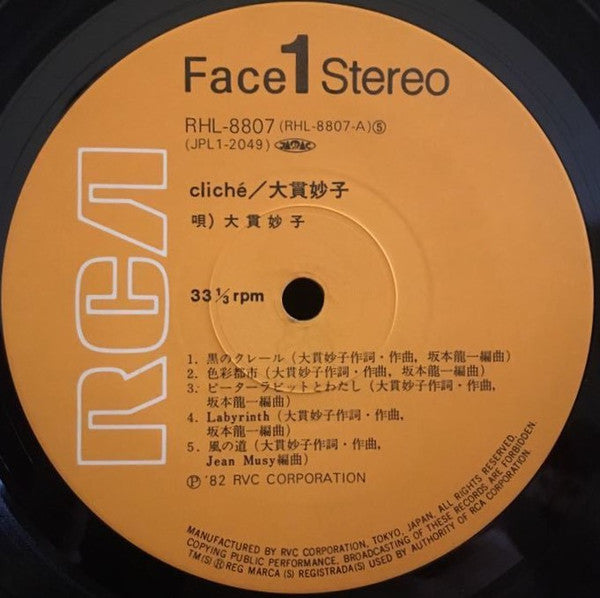 Face 1 Stereo
RHL-8807 (RHL-8807-A)⑤
(JPL1-2049) JASRAC
cliché/大貫妙子
唄) 大貫妙子
RCA
33 1/3 rpm
1. 黒のクレール (大貫妙子作詞・作曲, 坂本龍一編曲)
2. 色彩都市 (大貫妙子作詞・作曲, 坂本龍一編曲)
3. ピーターラビットとわたし (大貫妙子作詞・作曲,
坂本龍一編曲)
4. Labyrinth (大貫妙子作詞・作曲,
坂本龍一編曲)
5. 風の道 (大貫妙子作詞・作曲,
Jean Musy編曲)
Ⓟ '82 RVC CORPORATION
MANUFACTURED BY RVC CORPORATION, TOKYO, JAPAN, ALL RIGHTS RESERVED,
COPYING PUBLIC PERFORMANCE, BROADCASTING OF THESE RECORDS ARE FORBIDDEN.
TM(S)ⓇREG MARCA(S) REGISTRADA(S) USED BY AUTHORITY OF RCA CORPORATION.